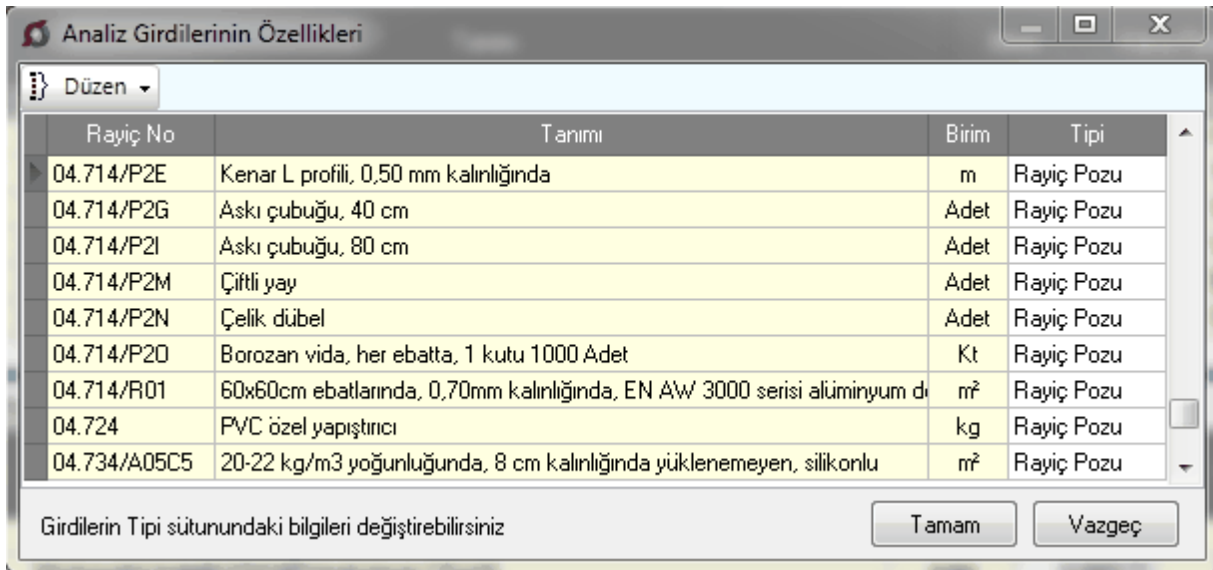 Analiz Girdilerinin Özellikleri
Düzen
Rayiç No Tanımı Birim Tipi
04.714/P2E Kenar L profili, 0,50 mm kalınlığında m Rayiç Pozu
04.714/P2G Askı çubuğu, 40 cm Adet Rayiç Pozu
04.714/P2I Askı çubuğu, 80 cm Adet Rayiç Pozu
04.714/P2M Çiftli yay Adet Rayiç Pozu
04.714/P2N Çelik dübel Adet Rayiç Pozu
04.714/P2O Borozan vida, her ebatta, 1 kutu 1000 Adet Kt Rayiç Pozu
04.714/R01 60x60cm ebatlarında, 0,70mm kalınlığında, EN AW 3000 serisi alüminyum m² Rayiç Pozu
04.724 PVC özel yapıştırıcı kg Rayiç Pozu
04.734/A05C5 20-22 kg/m3 yoğunluğunda, 8 cm kalınlığında yüklenemeyen, silikonlu m² Rayiç Pozu
Girdilerin Tipi sütunundaki bilgileri değiştirebilirsiniz Tamam Vazgeç